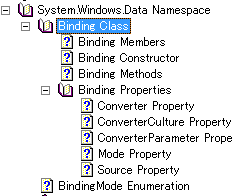 System.Windows.Data Namespace
Binding Class
Binding Members
Binding Constructor
Binding Methods
Binding Properties
Converter Property
ConverterCulture Property
ConverterParameter Prope
Mode Property
Source Property
BindingMode Enumeration